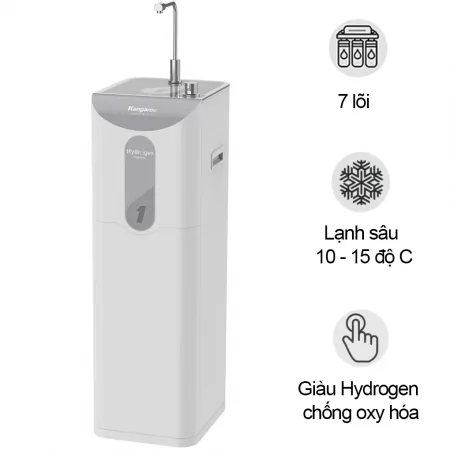 Kangaroo
Hydrogen
1
7 lõi
Lạnh sâu
10 - 15 độ C
Giàu Hydrogen
chống oxy hóa